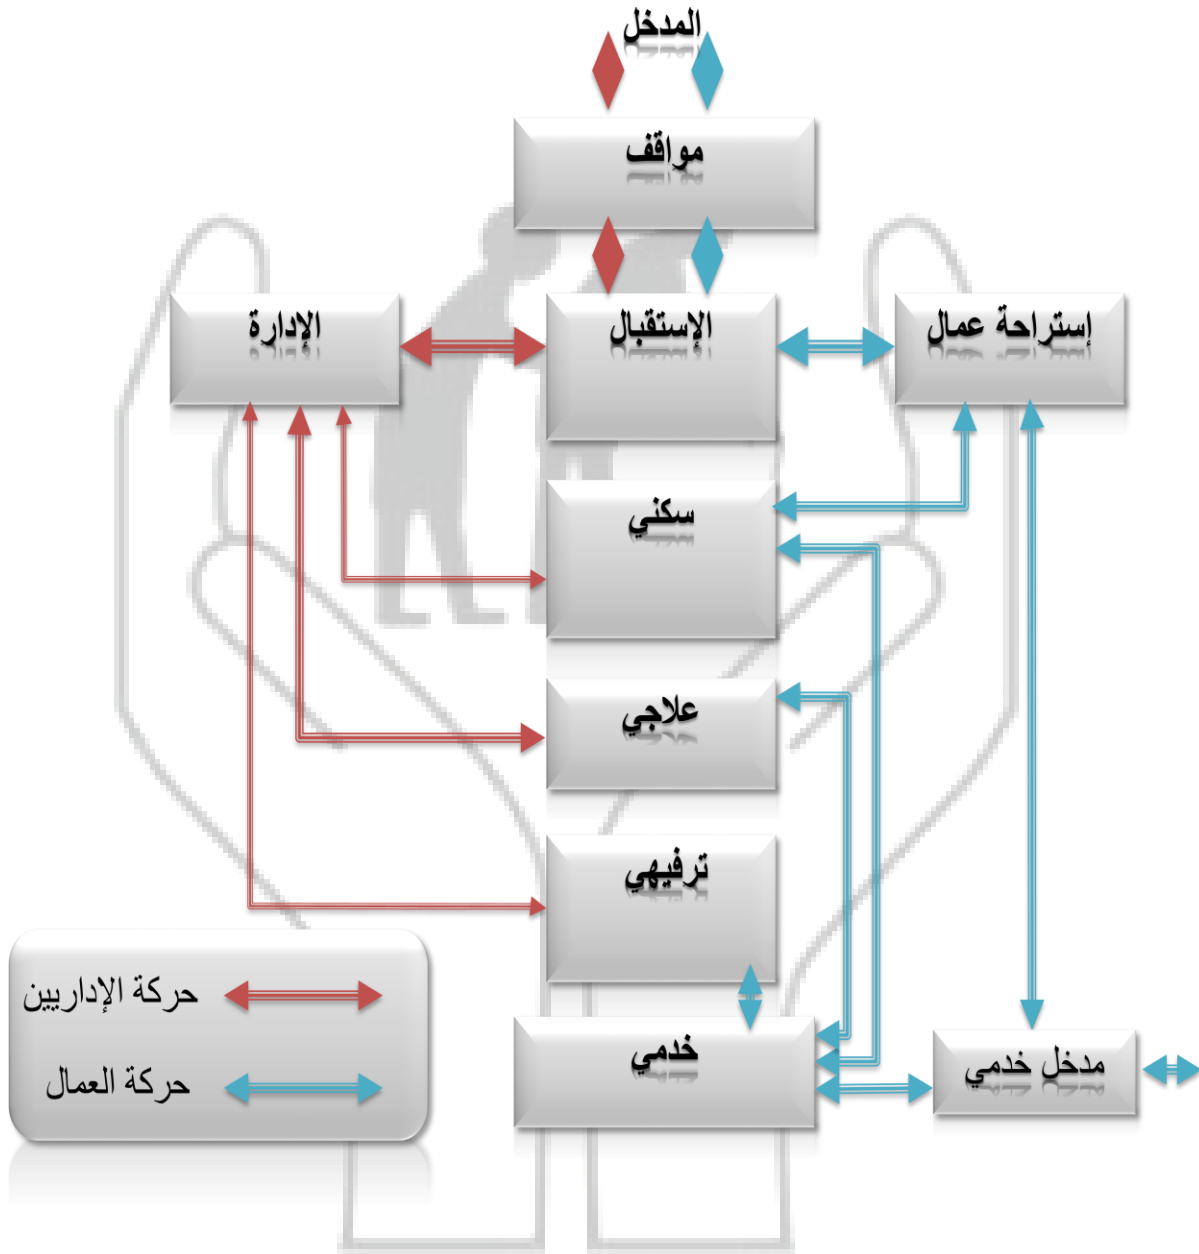 المدخل
مواقف
الإدارة
الإستقبال
إستراحة عمال
سكني
علاجي
ترفيهي
حركة الإداريين
حركة العمال
خدمي
مدخل خدمي